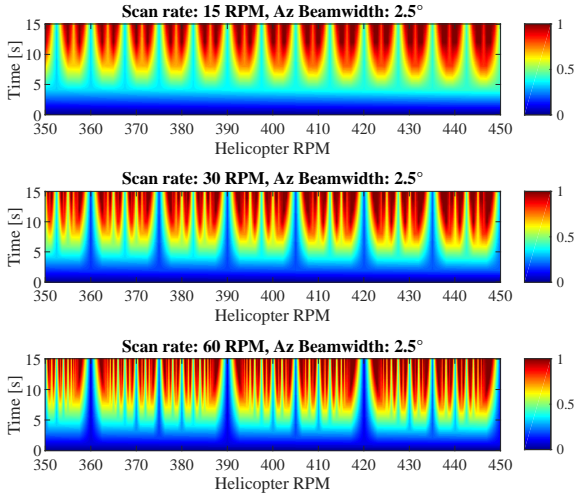 Scan rate: 15 RPM, Az Beamwidth: 2.5°
Time [s]
15
10
5
0
350 360 370 380 390 400 410 420 430 440 450
Helicopter RPM
1
0.5
0
Scan rate: 30 RPM, Az Beamwidth: 2.5°
Time [s]
15
10
5
0
350 360 370 380 390 400 410 420 430 440 450
Helicopter RPM
1
0.5
0
Scan rate: 60 RPM, Az Beamwidth: 2.5°
Time [s]
15
10
5
0
350 360 370 380 390 400 410 420 430 440 450
Helicopter RPM
1
0.5
0